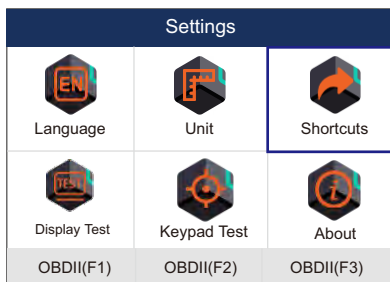 Settings
EN
Language
Unit
Shortcuts
TEST
Display Test
Keypad Test
i
About
OBDII(F1)
OBDII(F2)
OBDII(F3)